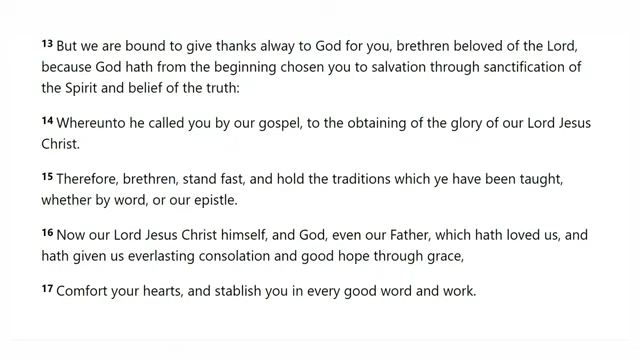 13 But we are bound to give thanks alway to God for you, brethren beloved of the Lord,
because God hath from the beginning chosen you to salvation through sanctification of
the Spirit and belief of the truth:
14 Whereunto he called you by our gospel, to the obtaining of the glory of our Lord Jesus
Christ.
15 Therefore, brethren, stand fast, and hold the traditions which ye have been taught,
whether by word, or our epistle.
16 Now our Lord Jesus Christ himself, and God, even our Father, which hath loved us, and
hath given us everlasting consolation and good hope through grace,
17 Comfort your hearts, and stablish you in every good word and work.